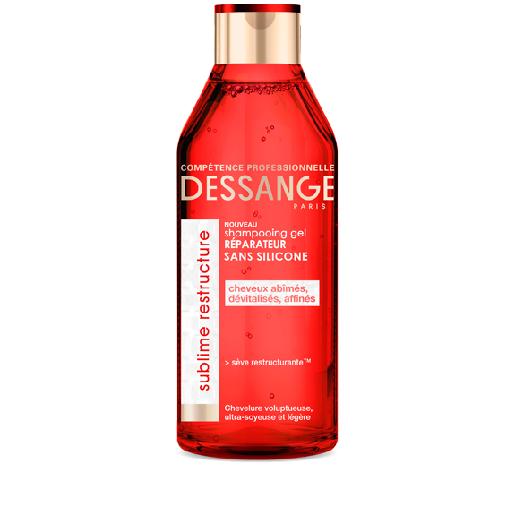 COMPÉTENCE PROFESSIONNELLE
DESSANGE
PARIS
sublime restructure
NOUVEAU
shampooing gel
RÉPARATEUR
SANS SILICONE
cheveux abîmés,
dévitalisés, affinés
> sève restructurante™
Chevelure voluptueuse,
ultra-soyeuse et légère